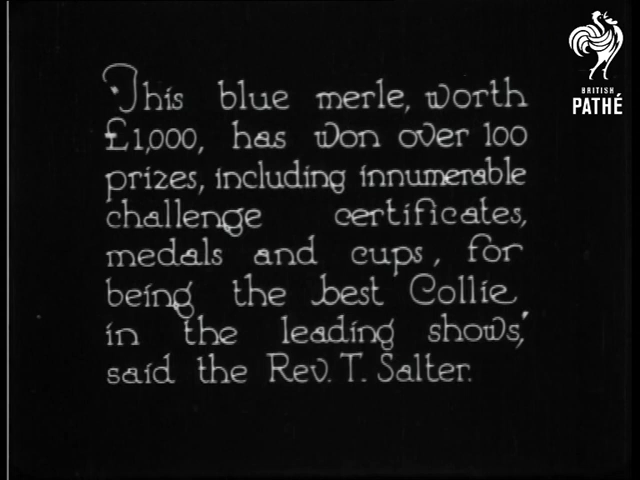 "This blue merle, worth
£1,000, has won over 100
prizes, including innumerable
challenge certificates,
medals and cups, for
being the best Collie
in the leading shows,"
said the Rev. T. Salter.
BRITISH
PATHÉ